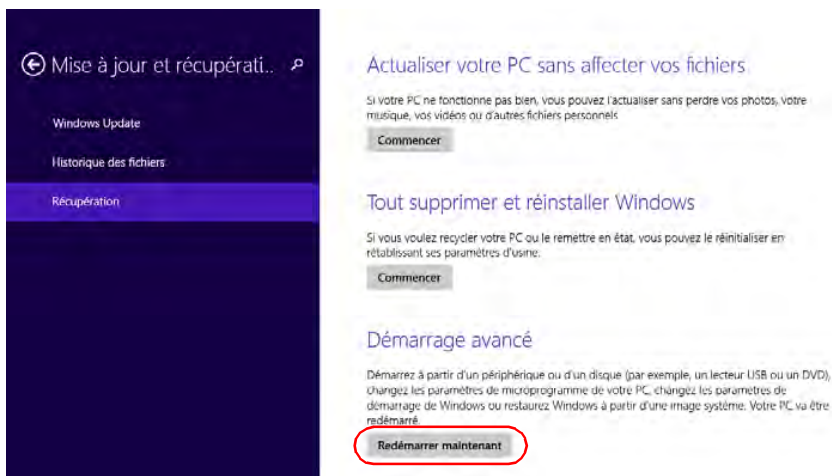 Mise à jour et récupérati..
Windows Update
Historique des fichiers
Récupération
Actualiser votre PC sans affecter vos fichiers
Si votre PC ne fonctionne pas bien, vous pouvez l'actualiser sans perdre vos photos, votre
musique, vos vidéos ou d'autres fichiers personnels
Commencer
Tout supprimer et réinstaller Windows
Si vous voulez recycler votre PC ou le remettre en état, vous pouvez le réinitialiser en
rétablissant ses paramètres d'usine.
Commencer
Démarrage avancé
Démarrez à partir d'un périphérique ou d'un disque (par exemple, un lecteur USB ou un DVD),
changez les paramètres de microprogramme de votre PC, changez les paramètres de
démarrage de Windows ou restaurez Windows à partir d'une image système. Votre PC va être
redémarré.
Redémarrer maintenant